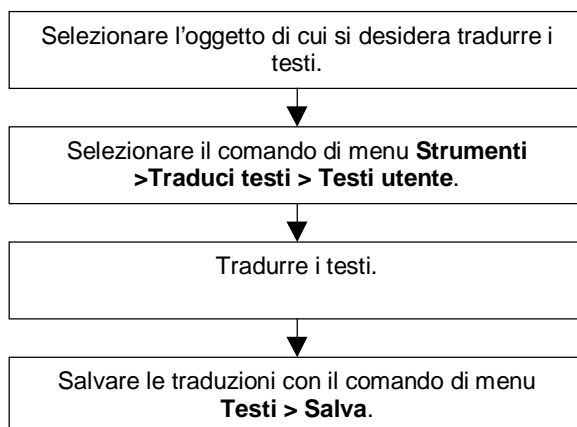 Selezionare l'oggetto di cui si desidera tradurre i
testi.
Selezionare il comando di menu Strumenti
>Traduci testi > Testi utente.
Tradurre i testi.
Salvare le traduzioni con il comando di menu
Testi > Salva.